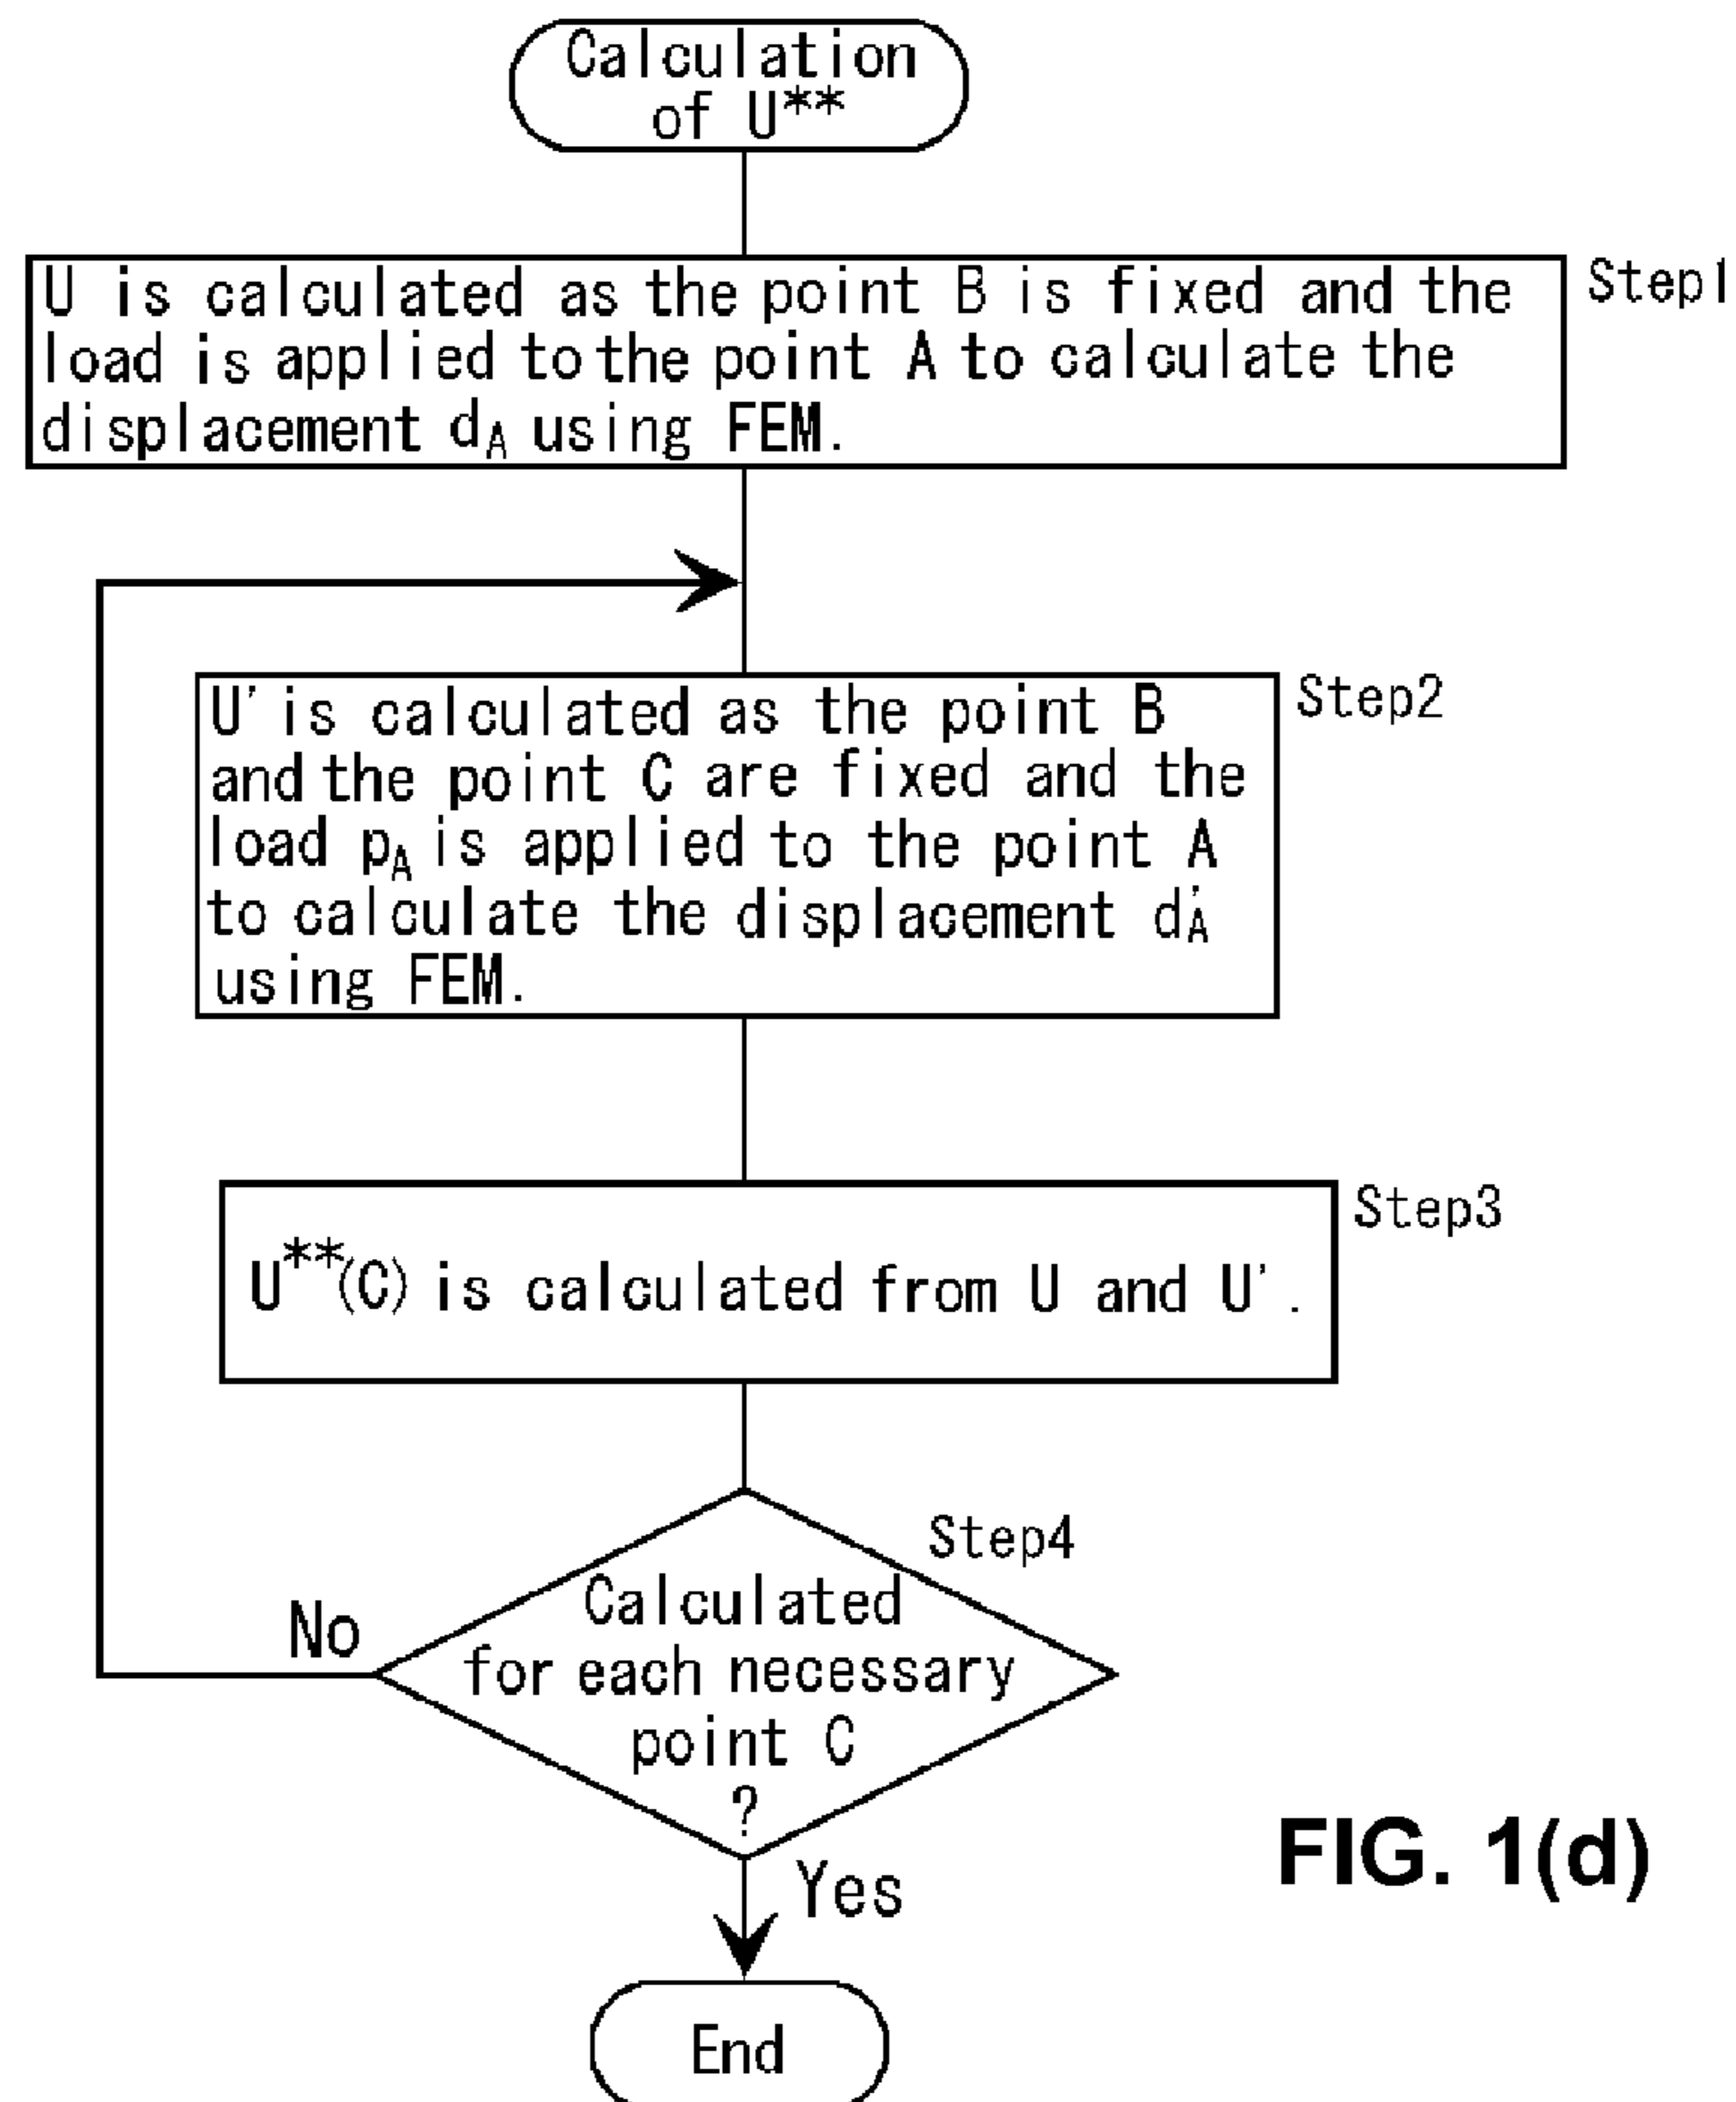 Calculation
of U**
Step1
U is calculated as the point B is fixed and the
load is applied to the point A to calculate the
displacement dA using FEM.
Step2
U' is calculated as the point B
and the point C are fixed and the
load pA is applied to the point A
to calculate the displacement d'A
using FEM.
Step3
U**(C) is calculated from U and U'.
Step4
Calculated
for each necessary
point C
?
No
Yes
End
FIG. 1(d)